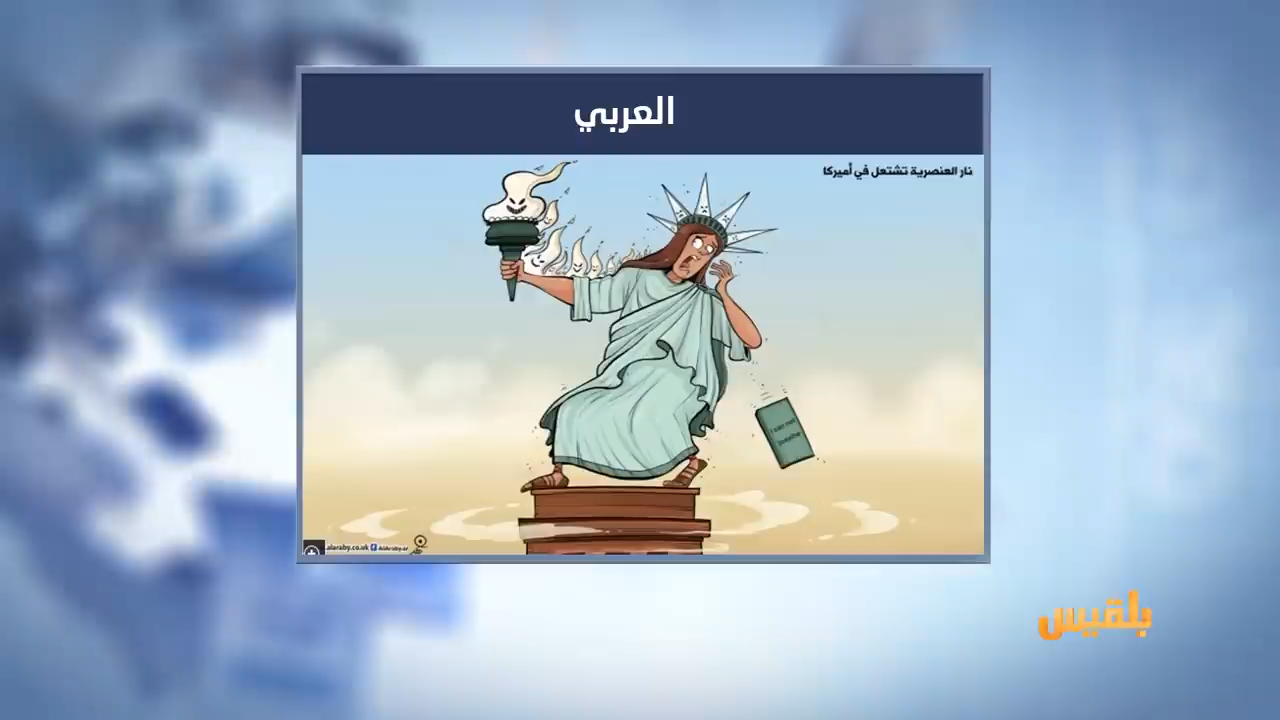 العربي
نار العنصرية تشتعل في أميركا
I can not
breathe
alaraby.co.uk
بلقيس